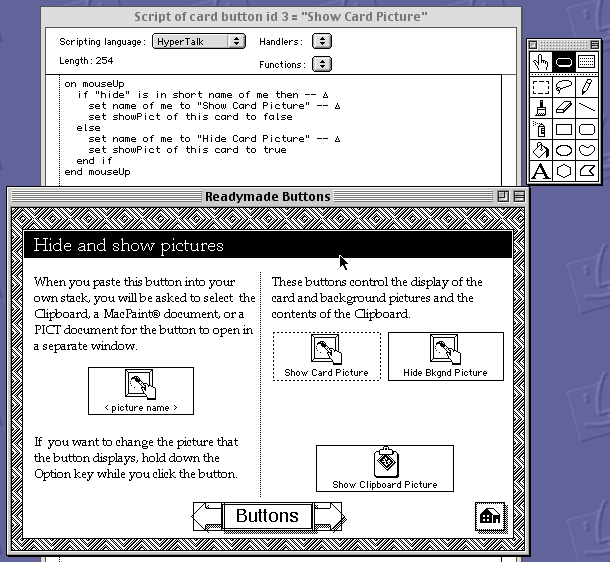 Script of card button id 3 = "Show Card Picture"
Scripting language: HyperTalk Handlers:
Length: 254
Functions:
on mouseUp
if "hide" is in short name of me then -- Δ
set name of me to "Show Card Picture" -- Δ
set showPict of this card to false
else
set name of me to "Hide Card Picture" -- Δ
set showPict of this card to true
end if
end mouseUp
A
Readymade Buttons
Hide and show pictures
When you paste this button into your
own stack, you will be asked to select the
Clipboard, a MacPaint® document, or a
PICT document for the button to open in
a separate window.
< picture name >
If you want to change the picture that
the button displays, hold down the
Option key while you click the button.
These buttons control the display of the
card and background pictures and the
contents of the Clipboard.
Show Card Picture
Hide Bkgnd Picture
Show Clipboard Picture
Buttons